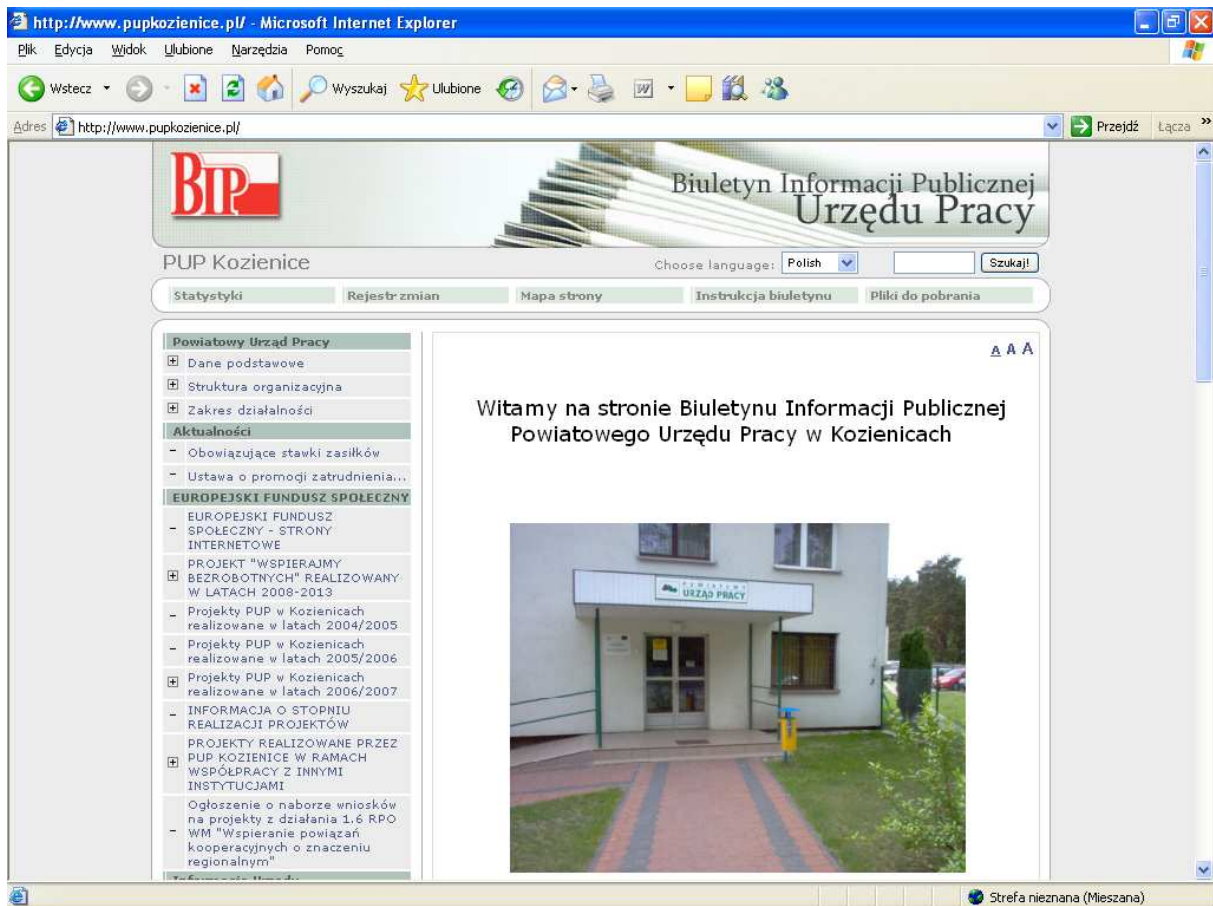 http://www.pupkozienice.pl/ - Microsoft Internet Explorer
Plik Edycja Widok Ulubione Narzędzia Pomoc
Wstecz Wyszukaj Ulubione
Adres http://www.pupkozienice.pl/ Przejdź Łącza »
BIP
Biuletyn Informacji Publicznej
Urzędu Pracy
PUP Kozienice Choose language: Polish Szukaj!
Statystyki Rejestr zmian Mapa strony Instrukcja biuletynu Pliki do pobrania
Powiatowy Urząd Pracy
Dane podstawowe
Struktura organizacyjna
Zakres działalności
Aktualności
Obowiązujące stawki zasiłków
Ustawa o promocji zatrudnienia...
EUROPEJSKI FUNDUSZ SPOŁECZNY
EUROPEJSKI FUNDUSZ
SPOŁECZNY - STRONY
INTERNETOWE
PROJEKT "WSPIERAJMY
BEZROBOTNYCH" REALIZOWANY
W LATACH 2008-2013
Projekty PUP w Kozienicach
realizowane w latach 2004/2005
Projekty PUP w Kozienicach
realizowane w latach 2005/2006
Projekty PUP w Kozienicach
realizowane w latach 2006/2007
INFORMACJA O STOPNIU
REALIZACJI PROJEKTÓW
PROJEKTY REALIZOWANE PRZEZ
PUP KOZIENICE W RAMACH
WSPÓŁPRACY Z INNYMI
INSTYTUCJAMI
Ogłoszenie o naborze wniosków
na projekty z działania 1.6 RPO
WM "Wspieranie powiązań
kooperacyjnych o znaczeniu
regionalnym"
A A A
Witamy na stronie Biuletynu Informacji Publicznej
Powiatowego Urzędu Pracy w Kozienicach
POWIATOWY
URZĄD PRACY
Strefa nieznana (Mieszana)